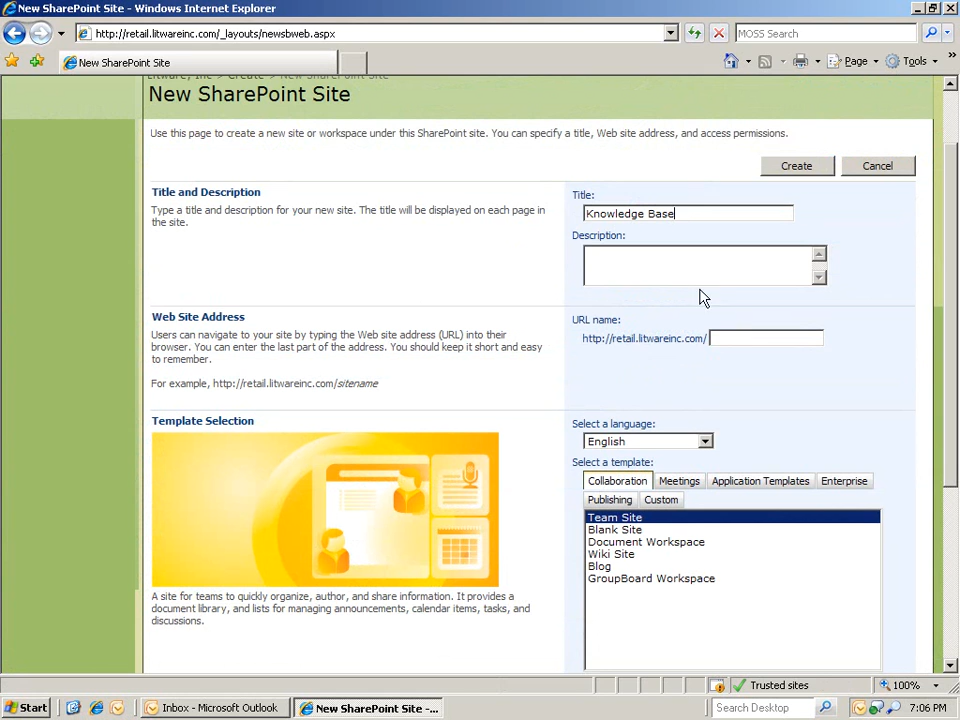 New SharePoint Site - Windows Internet Explorer
http://retail.litwareinc.com/_layouts/newsbweb.aspx
MOSS Search
New SharePoint Site
Page
Tools
Litware, Inc > Create > New SharePoint Site
New SharePoint Site
Use this page to create a new site or workspace under this SharePoint site. You can specify a title, Web site address, and access permissions.
Create
Cancel
Title and Description
Type a title and description for your new site. The title will be displayed on each page in
the site.
Title:
Knowledge Base
Description:
Web Site Address
Users can navigate to your site by typing the Web site address (URL) into their
browser. You can enter the last part of the address. You should keep it short and easy
to remember.
For example, http://retail.litwareinc.com/sitename
URL name:
http://retail.litwareinc.com/
Template Selection
Select a language:
English
Select a template:
Collaboration
Meetings
Application Templates
Enterprise
Publishing
Custom
Team Site
Blank Site
Document Workspace
Wiki Site
Blog
GroupBoard Workspace
A site for teams to quickly organize, author, and share information. It provides a
document library, and lists for managing announcements, calendar items, tasks, and
discussions.
Trusted sites
100%
Start
Inbox - Microsoft Outlook
New SharePoint Site -...
Search Desktop
7:06 PM